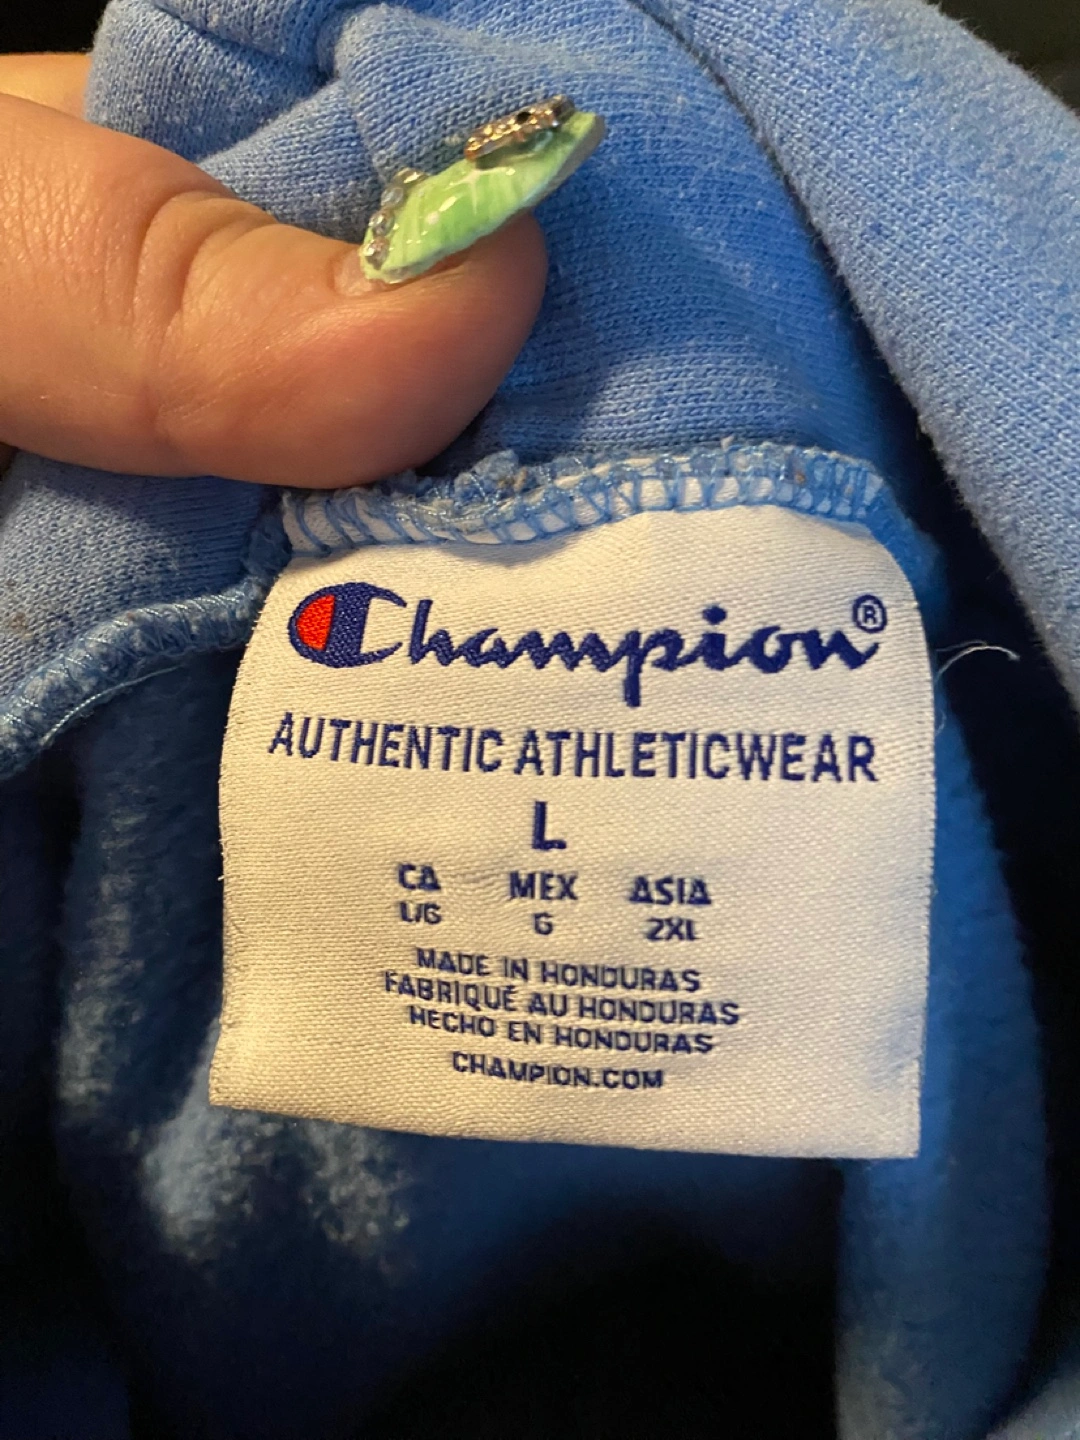 Champion®
AUTHENTIC ATHLETICWEAR
L
CA MEX ASIA
L/G G 2XL
MADE IN HONDURAS
FABRIQUÉ AU HONDURAS
HECHO EN HONDURAS
CHAMPION.COM